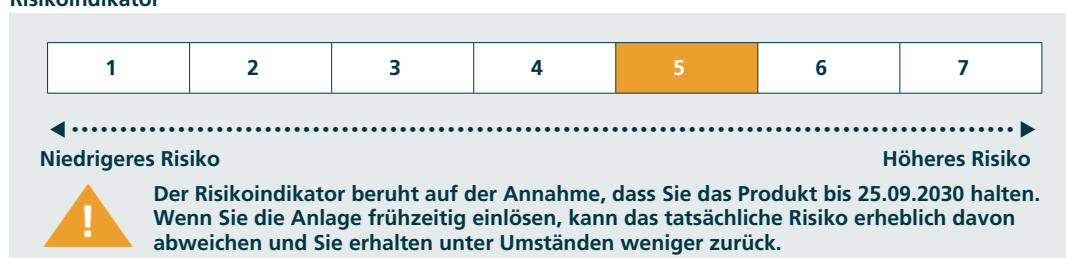 Risikoindikator
1 2 3 4 5 6 7
Niedrigeres Risiko Höheres Risiko
! Der Risikoindikator beruht auf der Annahme, dass Sie das Produkt bis 25.09.2030 halten.
Wenn Sie die Anlage frühzeitig einlösen, kann das tatsächliche Risiko erheblich davon
abweichen und Sie erhalten unter Umständen weniger zurück.